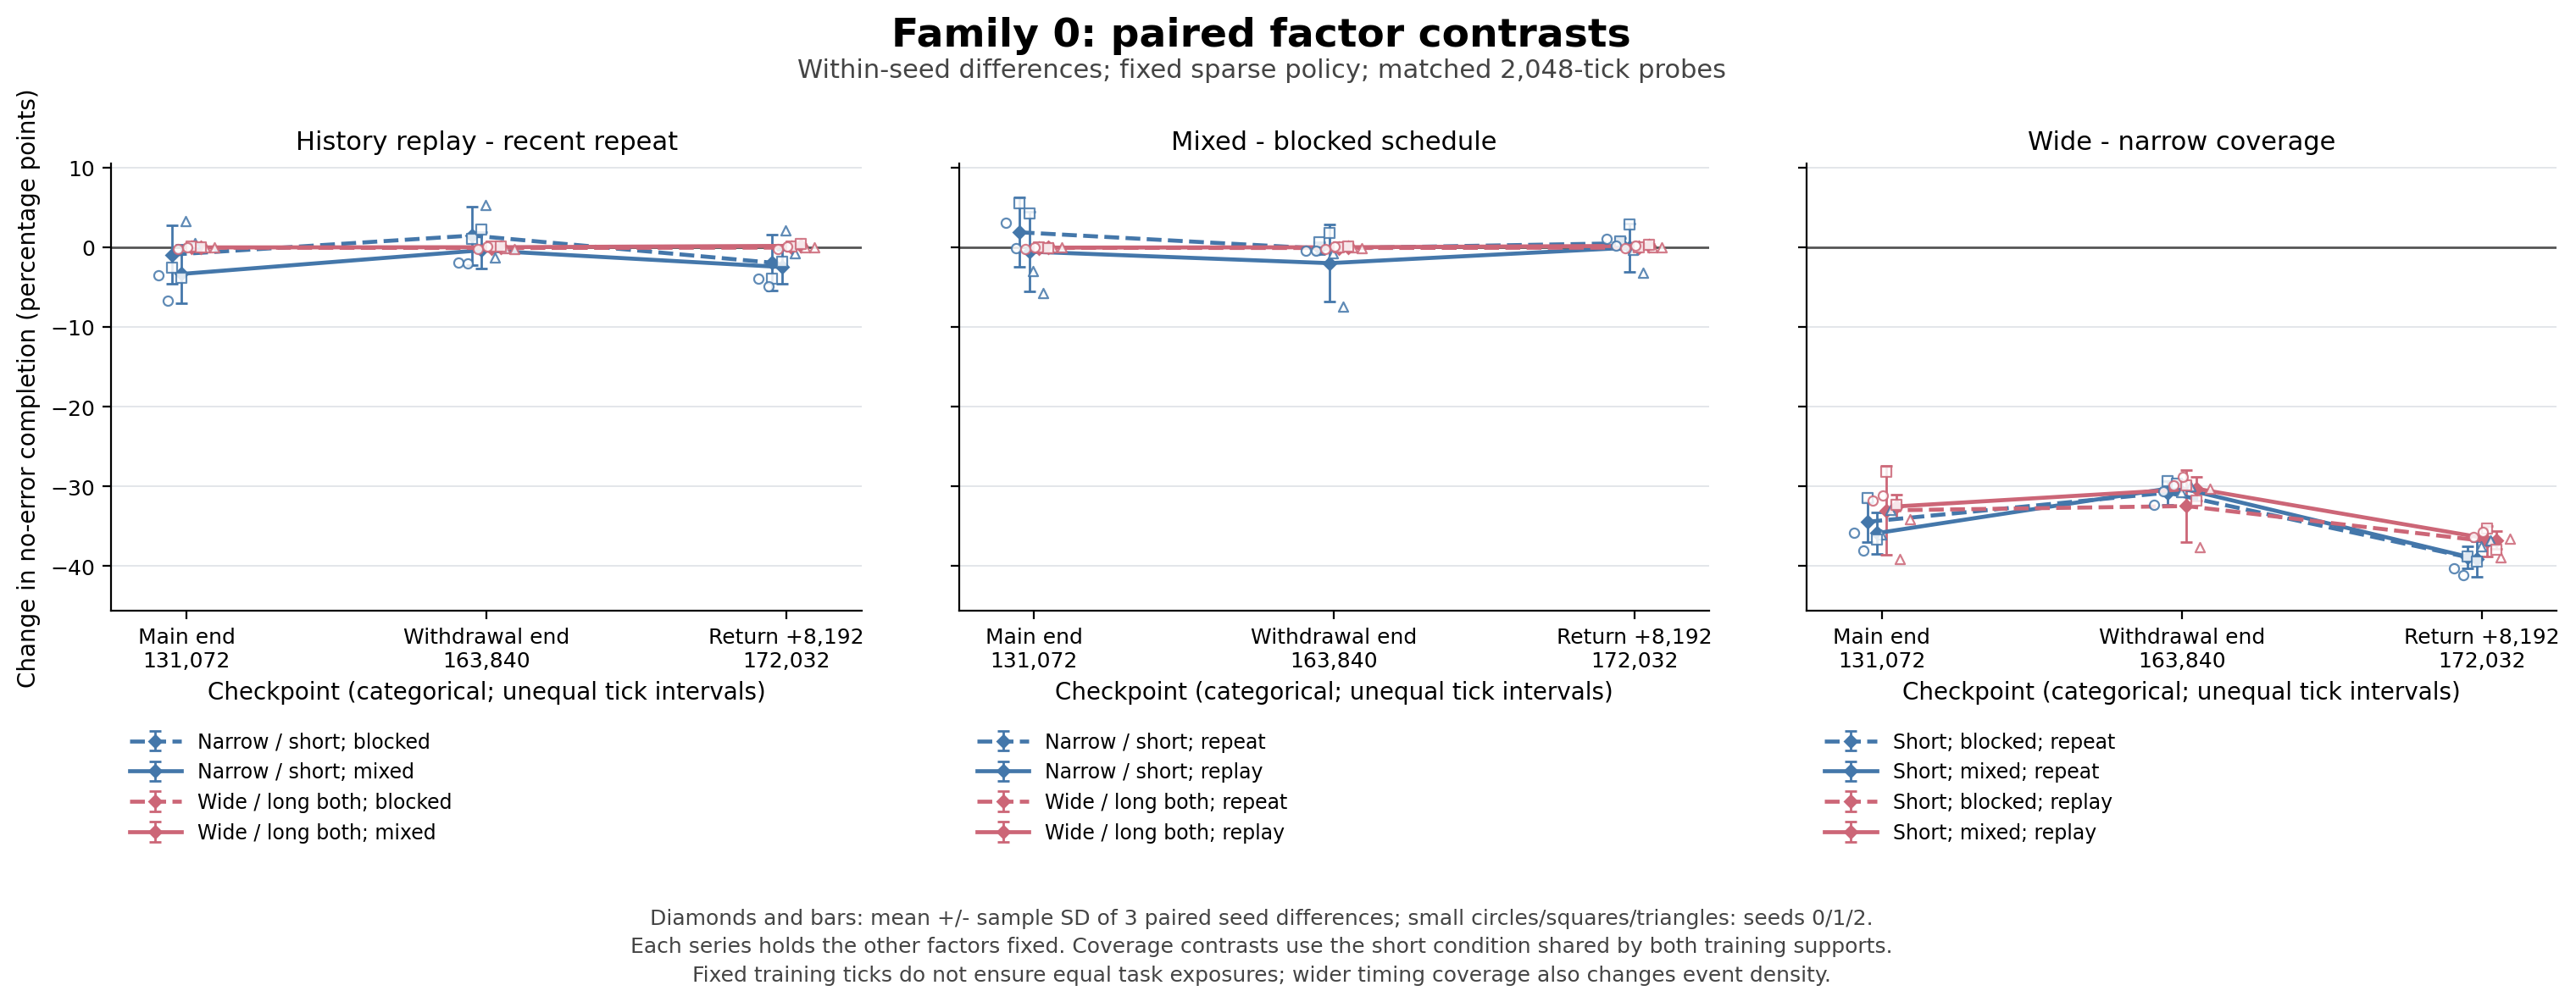 Family 0: paired factor contrasts
Within-seed differences; fixed sparse policy; matched 2,048-tick probes
Change in no-error completion (percentage points)
History replay - recent repeat
10
0
−10
−20
−30
−40
Main end
131,072
Withdrawal end
163,840
Return +8,192
172,032
Checkpoint (categorical; unequal tick intervals)
Narrow / short; blocked
Narrow / short; mixed
Wide / long both; blocked
Wide / long both; mixed
Mixed - blocked schedule
Main end
131,072
Withdrawal end
163,840
Return +8,192
172,032
Checkpoint (categorical; unequal tick intervals)
Narrow / short; repeat
Narrow / short; replay
Wide / long both; repeat
Wide / long both; replay
Wide - narrow coverage
Main end
131,072
Withdrawal end
163,840
Return +8,192
172,032
Checkpoint (categorical; unequal tick intervals)
Short; blocked; repeat
Short; mixed; repeat
Short; blocked; replay
Short; mixed; replay
Diamonds and bars: mean +/- sample SD of 3 paired seed differences; small circles/squares/triangles: seeds 0/1/2.
Each series holds the other factors fixed. Coverage contrasts use the short condition shared by both training supports.
Fixed training ticks do not ensure equal task exposures; wider timing coverage also changes event density.